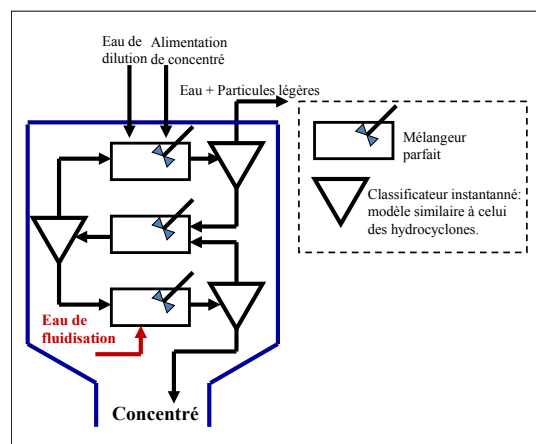 Eau de
dilution
Alimentation
de concentré
Eau + Particules légères
Mélangeur
parfait
Classificateur instantanné:
modèle similaire à celui
des hydrocyclones.
Eau de
fluidisation
Concentré